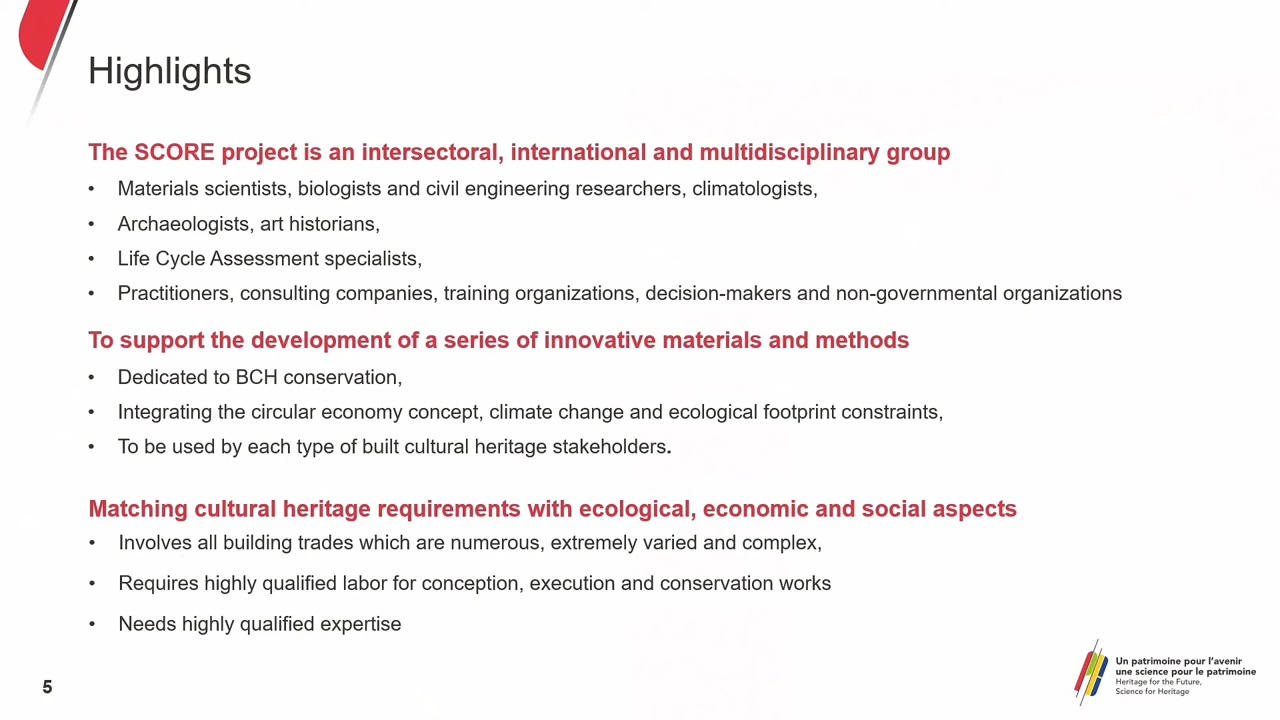 Highlights
The SCORE project is an intersectoral, international and multidisciplinary group
• Materials scientists, biologists and civil engineering researchers, climatologists,
• Archaeologists, art historians,
• Life Cycle Assessment specialists,
• Practitioners, consulting companies, training organizations, decision-makers and non-governmental organizations
To support the development of a series of innovative materials and methods
• Dedicated to BCH conservation,
• Integrating the circular economy concept, climate change and ecological footprint constraints,
• To be used by each type of built cultural heritage stakeholders.
Matching cultural heritage requirements with ecological, economic and social aspects
• Involves all building trades which are numerous, extremely varied and complex,
• Requires highly qualified labor for conception, execution and conservation works
• Needs highly qualified expertise
5
Un patrimoine pour l'avenir
une science pour le patrimoine
Heritage for the Future,
Science for Heritage